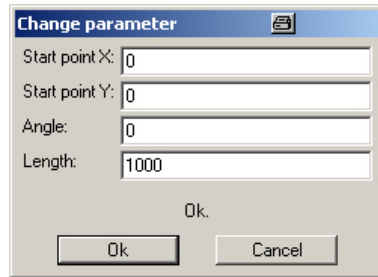 Change parameter
Start point X: 0
Start point Y: 0
Angle: 0
Length: 1000
Ok.
Ok Cancel